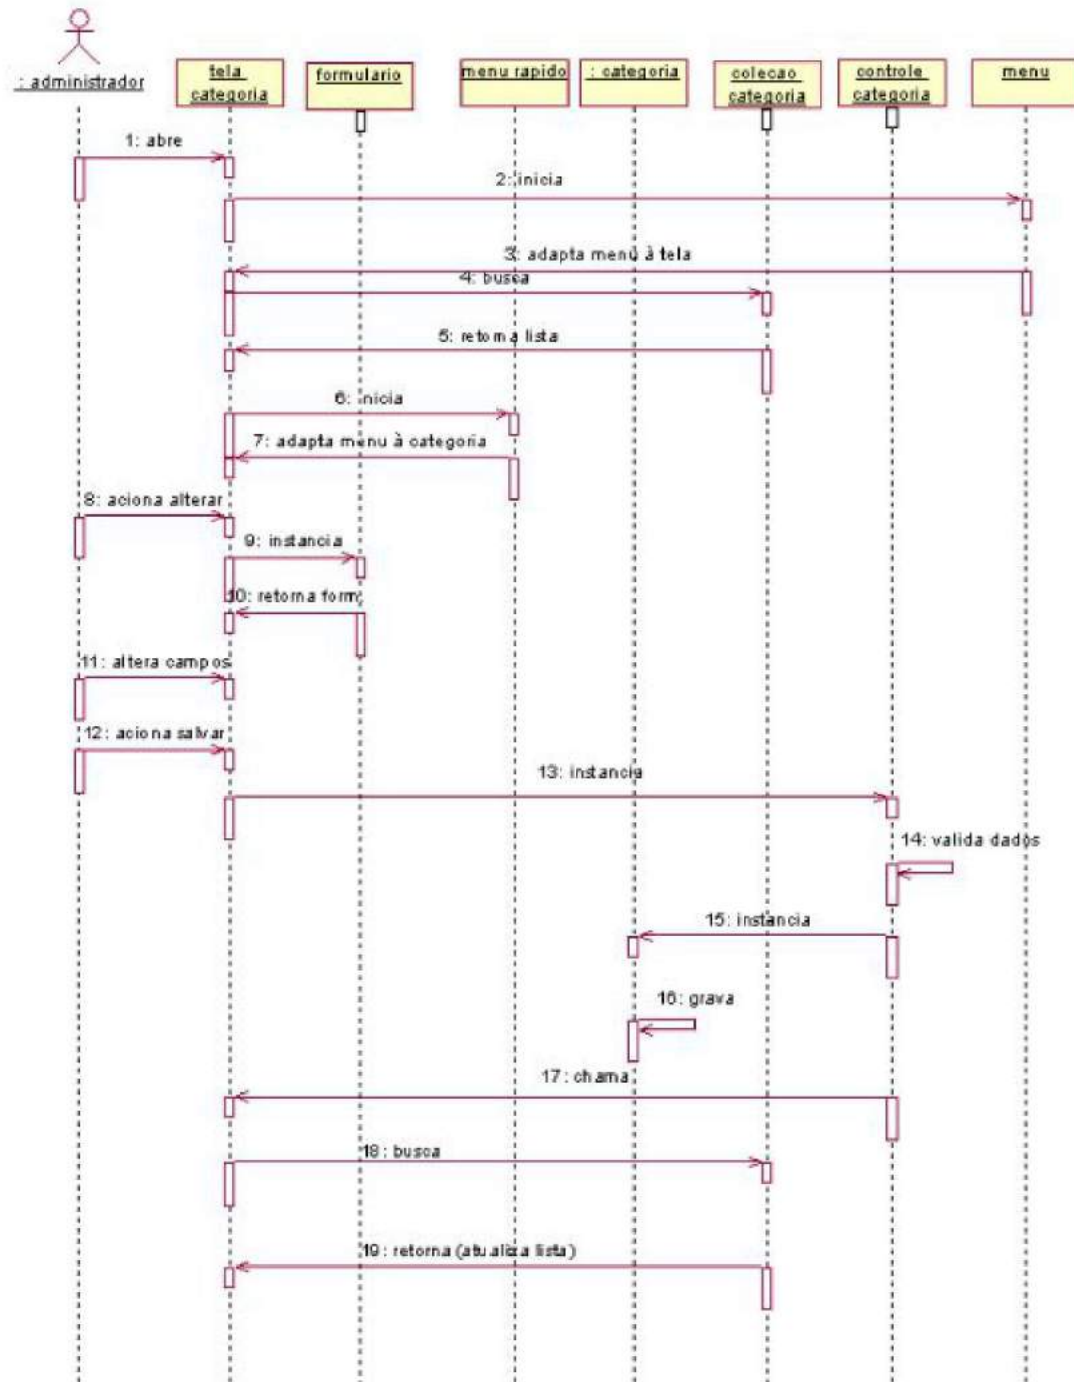 : administrador
tela
categoria
formulario
menu rapido
: categoria
colecao
categoria
controle
categoria
menu
1: abre
2: inicia
3: adapta menu à tela
4: busca
5: retorna lista
6: inicia
7: adapta menu à categoria
8: aciona alterar
9: instancia
10: retorna form
11: altera campos
12: aciona salvar
13: instancia
14: valida dados
15: instancia
16: grava
17: chama
18: busca
19: retorna (atualiza lista)